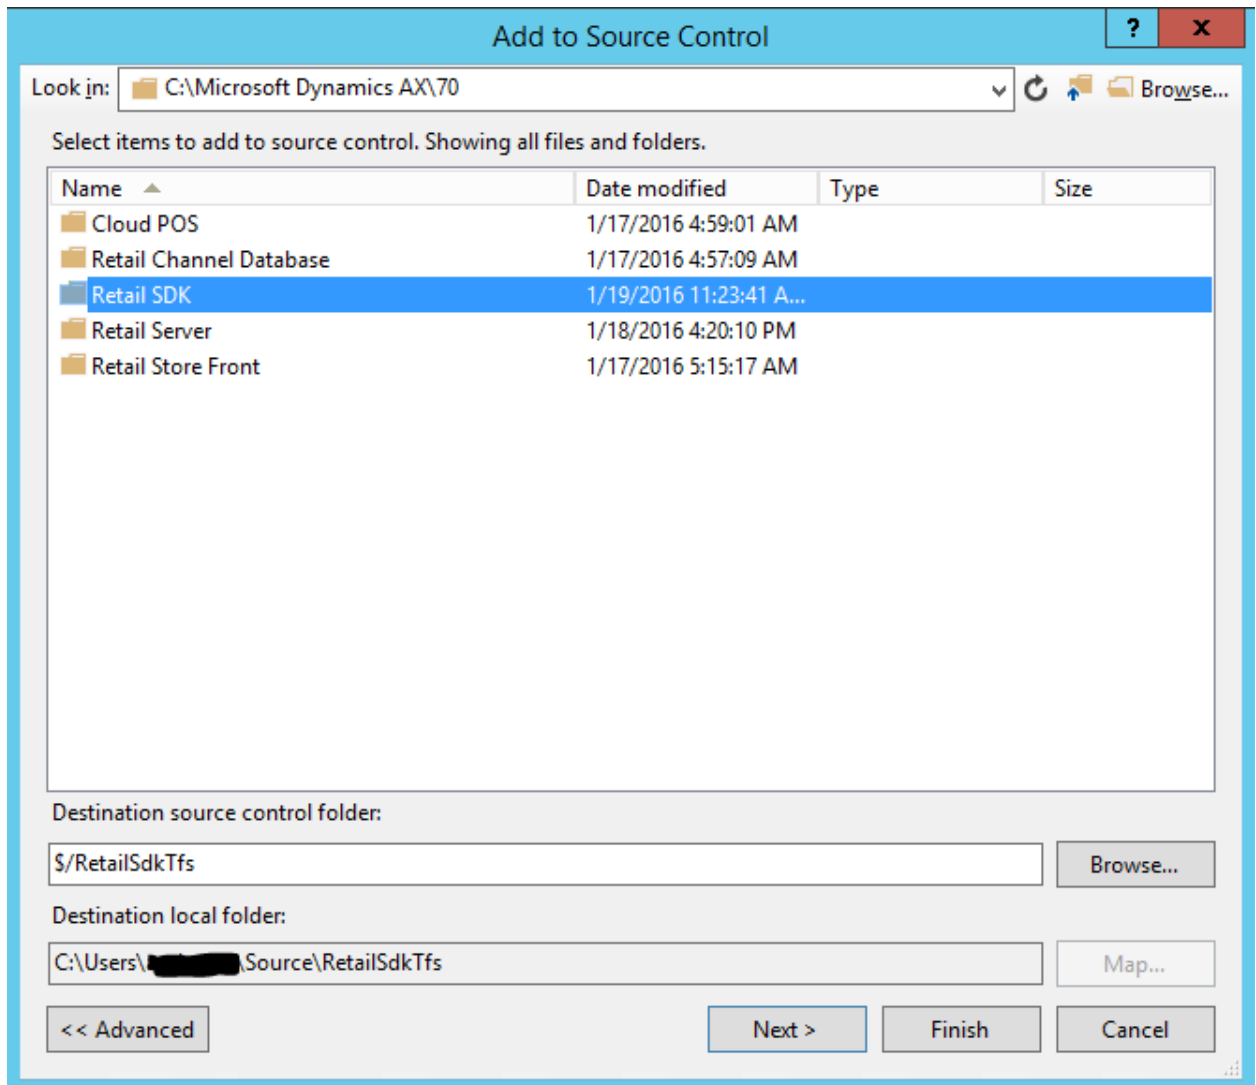 Add to Source Control
?
X
Look in: C:\Microsoft Dynamics AX\70 Browse...
Select items to add to source control. Showing all files and folders.
Name Date modified Type Size
Cloud POS 1/17/2016 4:59:01 AM
Retail Channel Database 1/17/2016 4:57:09 AM
Retail SDK 1/19/2016 11:23:41 A...
Retail Server 1/18/2016 4:20:10 PM
Retail Store Front 1/17/2016 5:15:17 AM
Destination source control folder:
$/RetailSdkTfs Browse...
Destination local folder:
C:\Users\ \Source\RetailSdkTfs Map...
<< Advanced Next > Finish Cancel